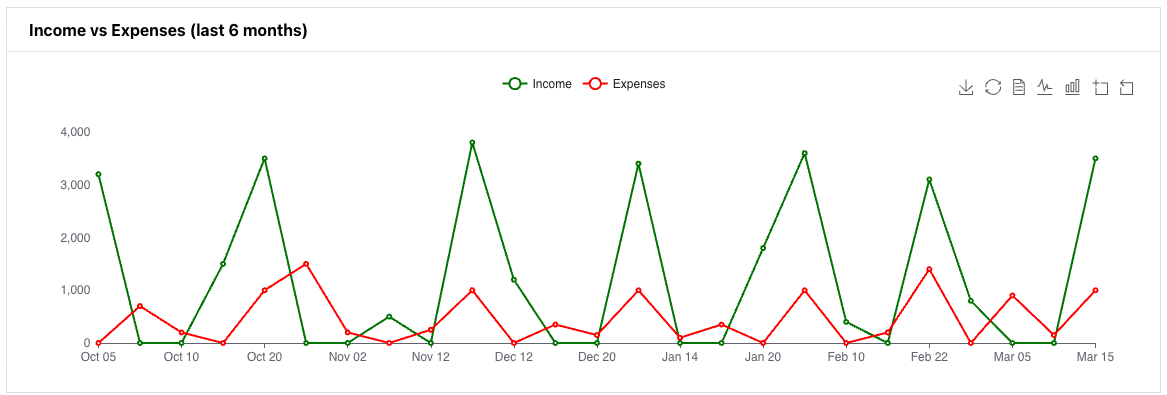 Income vs Expenses (last 6 months)
Income Expenses
4,000
3,000
2,000
1,000
0
Oct 05 Oct 10 Oct 20 Nov 02 Nov 12 Dec 12 Dec 20 Jan 14 Jan 20 Feb 10 Feb 22 Mar 05 Mar 15